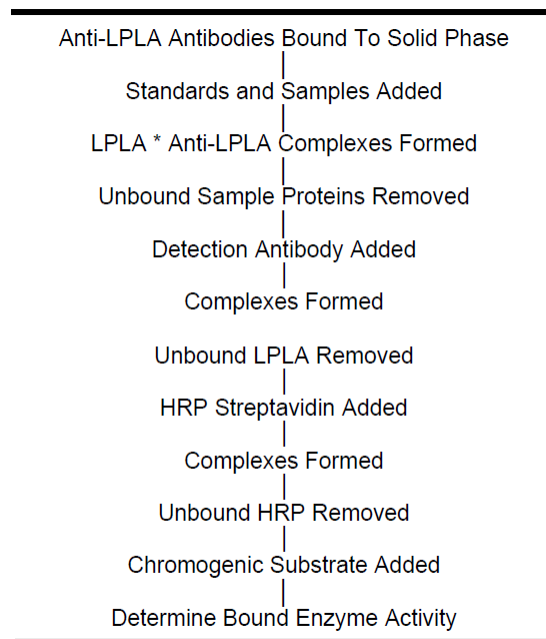 Anti-LPLA Antibodies Bound To Solid Phase
Standards and Samples Added
LPLA * Anti-LPLA Complexes Formed
Unbound Sample Proteins Removed
Detection Antibody Added
Complexes Formed
Unbound LPLA Removed
HRP Streptavidin Added
Complexes Formed
Unbound HRP Removed
Chromogenic Substrate Added
Determine Bound Enzyme Activity